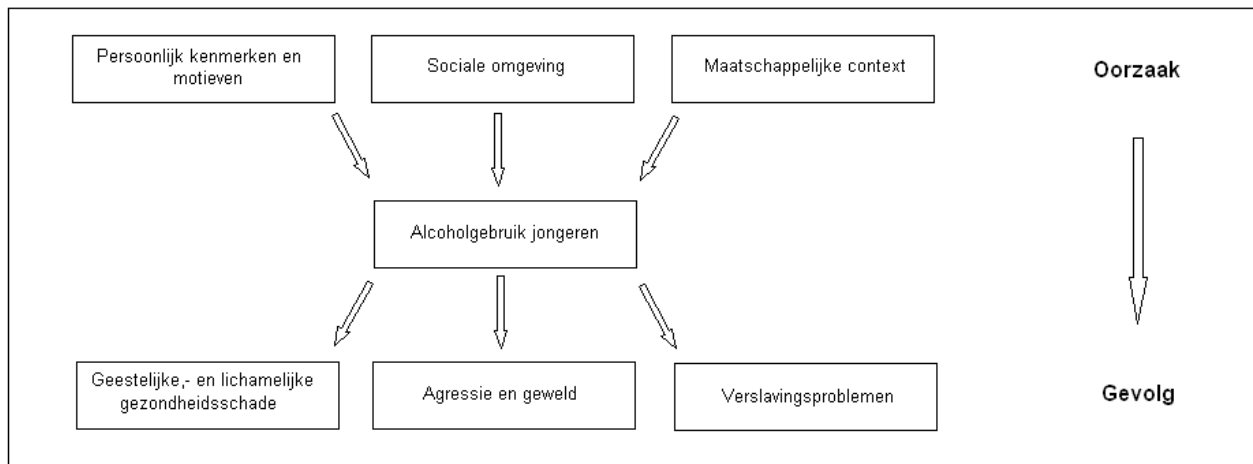 Persoonlijk kenmerken en
motieven
Sociale omgeving
Maatschappelijke context
Oorzaak
Alcoholgebruik jongeren
Geestelijke,- en lichamelijke
gezondheidsschade
Agressie en geweld
Verslavingsproblemen
Gevolg